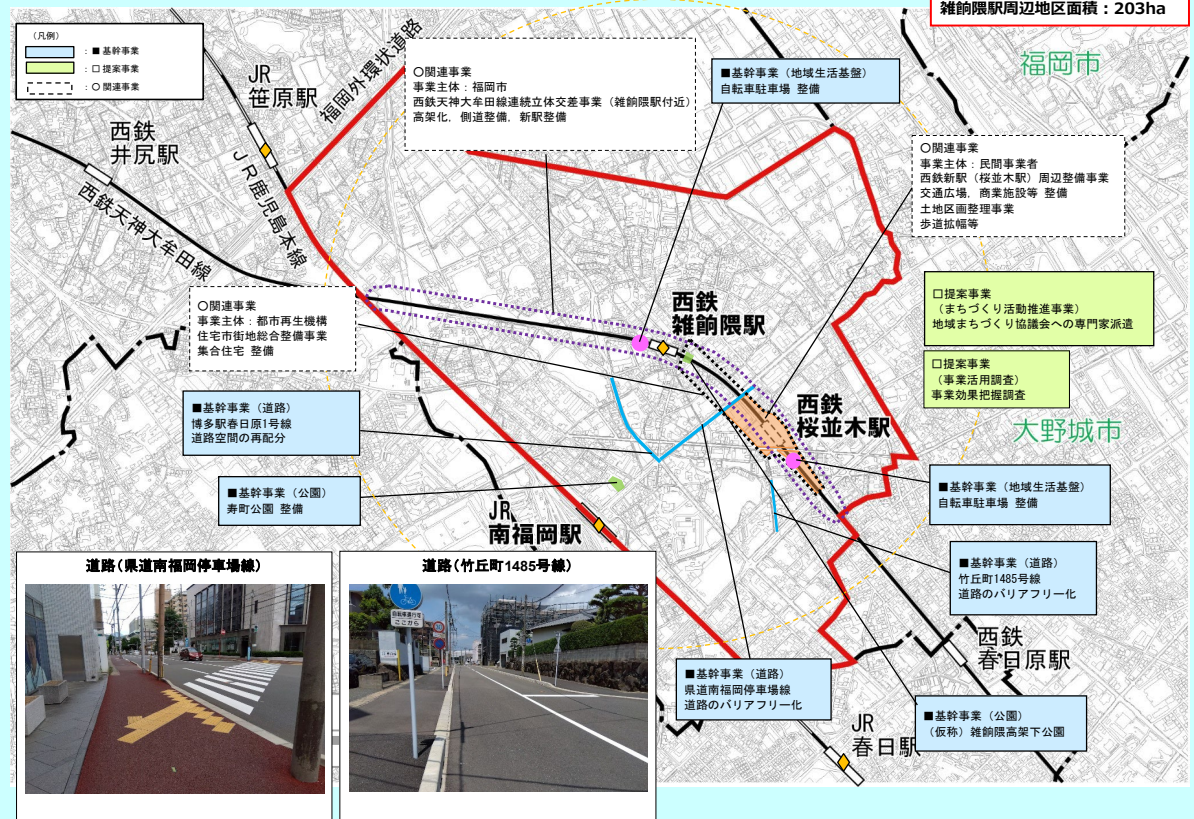 雑餉隈駅周辺地区面積：203ha
（凡例）
：■ 基幹事業
：□ 提案事業
：○ 関連事業
福岡市
大野城市
JR
笹原駅
福岡外環状道路
西鉄
井尻駅
JR鹿児島本線
西鉄天神大牟田線
○関連事業
事業主体：福岡市
西鉄天神大牟田線連続立体交差事業（雑餉隈駅付近）
高架化，側道整備，新駅整備
■基幹事業（地域生活基盤）
自転車駐車場 整備
○関連事業
事業主体：民間事業者
西鉄新駅（桜並木駅）周辺整備事業
交通広場，商業施設等 整備
土地区画整理事業
歩道拡幅等
○関連事業
事業主体：都市再生機構
住宅市街地総合整備事業
集合住宅 整備
西鉄
雑餉隈駅
□提案事業
（まちづくり活動推進事業）
地域まちづくり協議会への専門家派遣
□提案事業
（事業活用調査）
事業効果把握調査
西鉄
桜並木駅
■基幹事業（道路）
博多駅春日原1号線
道路空間の再配分
■基幹事業（公園）
寿町公園 整備
JR
南福岡駅
■基幹事業（地域生活基盤）
自転車駐車場 整備
■基幹事業（道路）
竹丘町1485号線
道路のバリアフリー化
西鉄
春日原駅
■基幹事業（道路）
県道南福岡停車場線
道路のバリアフリー化
■基幹事業（公園）
（仮称）雑餉隈高架下公園
JR
春日駅
道路（県道南福岡停車場線）
道路（竹丘町1485号線）
自転車通行可
ここから